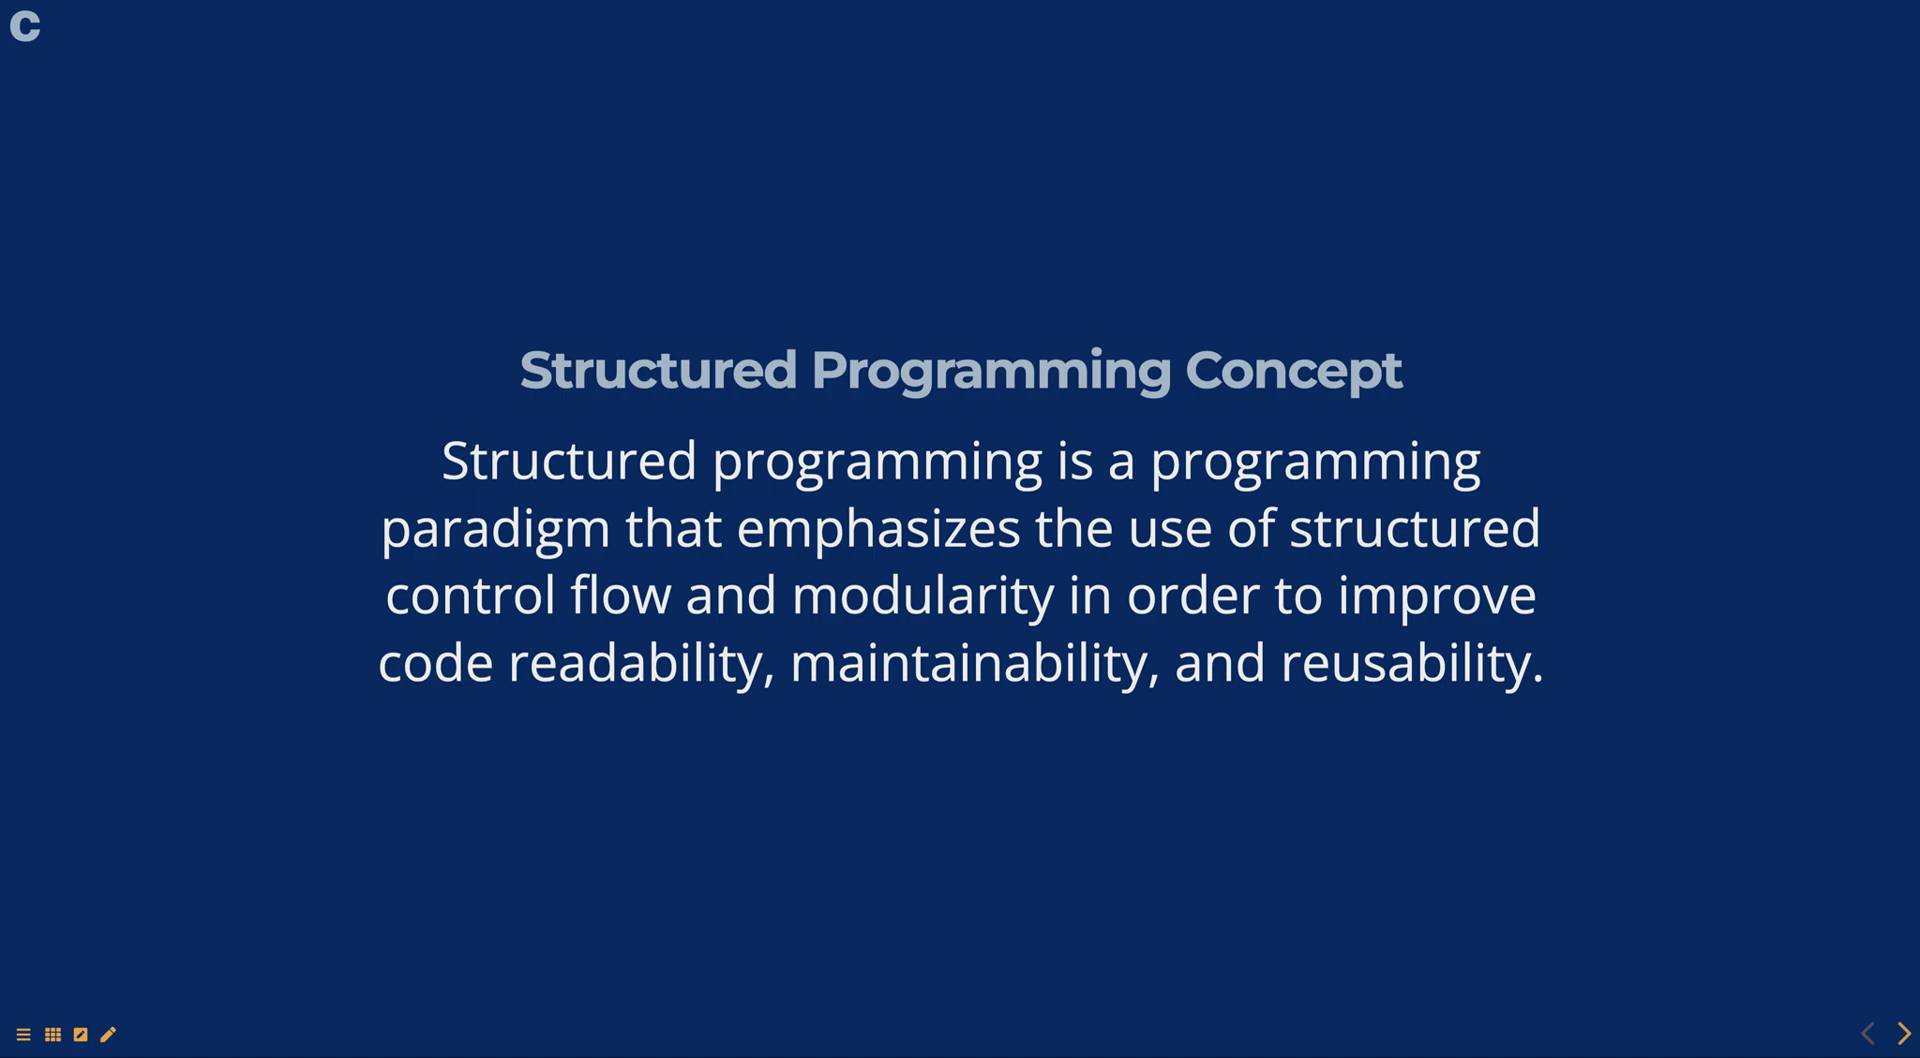 C
Structured Programming Concept
Structured programming is a programming
paradigm that emphasizes the use of structured
control flow and modularity in order to improve
code readability, maintainability, and reusability.